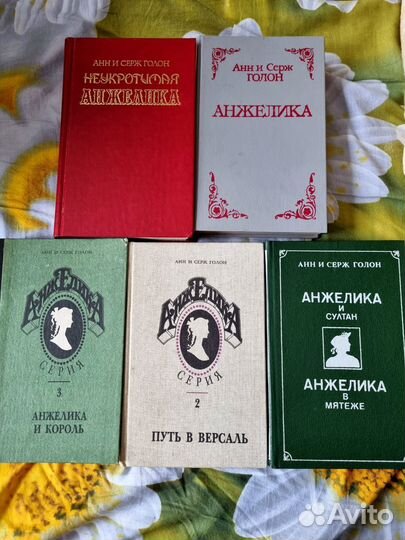 АНН И СЕРЖ ГОЛОН
НЕУКРОТИМАЯ
АНЖЕЛИКА
Анн и Серж
ГОЛОН
АНЖЕЛИКА
АНН И СЕРЖ ГОЛОН
АНЖЕЛИКА
СЕРИЯ
3
АНЖЕЛИКА
И КОРОЛЬ
АНН И СЕРЖ ГОЛОН
АНЖЕЛИКА
СЕРИЯ
2
ПУТЬ В ВЕРСАЛЬ
АНН И СЕРЖ ГОЛОН
АНЖЕЛИКА
И
СУЛТАН
АНЖЕЛИКА
В
МЯТЕЖЕ
Avito